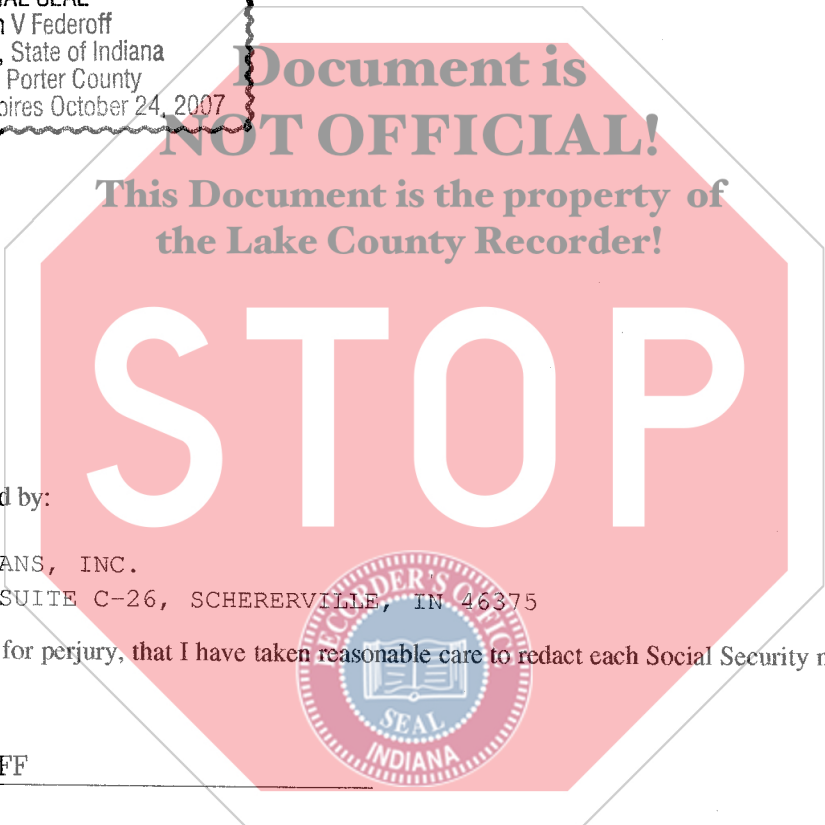 V Federoff
, State of Indiana
Porter County
October 24, 2007
Document is
NOT OFFICIAL!
This Document is the property of
the Lake County Recorder!
STOP
d by:
ANS, INC.
SUITE C-26, SCHERERVILLE, IN 46375
for perjury, that I have taken reasonable care to redact each Social Security
RECORDER'S OFFICE
SEAL
INDIANA
FF